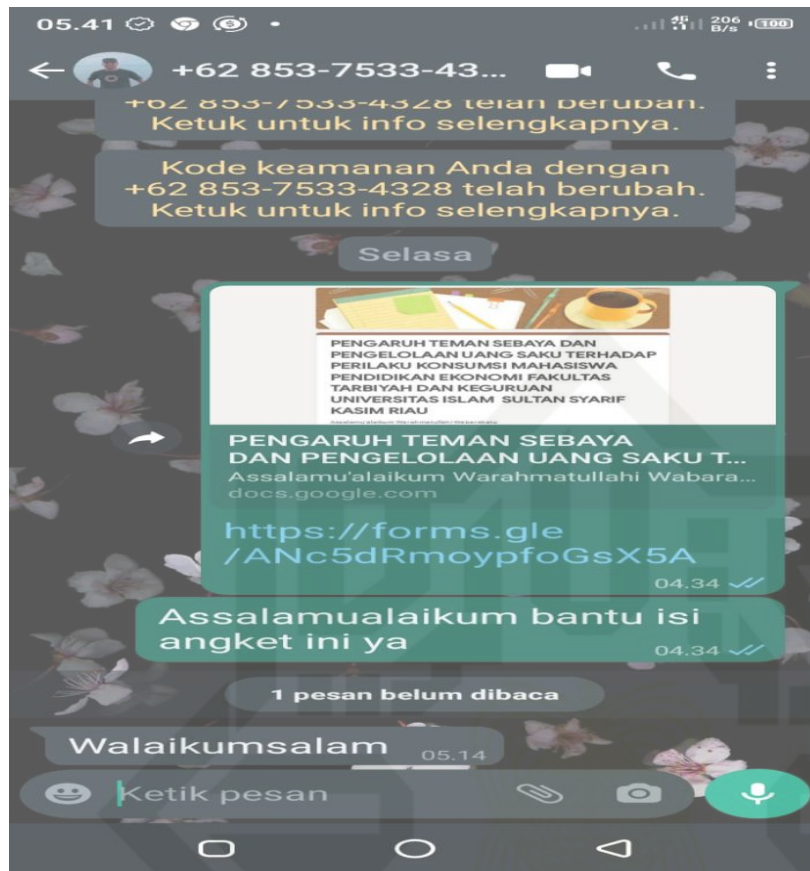 05.41
4G 206 B/s 100
+62 853-7533-43...
+62 853-7533-4328 telah berubah.
Ketuk untuk info selengkapnya.
Kode keamanan Anda dengan
+62 853-7533-4328 telah berubah.
Ketuk untuk info selengkapnya.
Selasa
PENGARUH TEMAN SEBAYA DAN
PENGELOLAAN UANG SAKU TERHADAP
PERILAKU KONSUMSI MAHASISWA
PENDIDIKAN EKONOMI FAKULTAS
TARBIYAH DAN KEGURUAN
UNIVERSITAS ISLAM SULTAN SYARIF
KASIM RIAU
PENGARUH TEMAN SEBAYA
DAN PENGELOLAAN UANG SAKU T...
Assalamu'alaikum Warahmatullahi Wabara...
docs.google.com
https://forms.gle
/ANc5dRmoypfoGsX5A
04.34
Assalamualaikum bantu isi
angket ini ya
04.34
1 pesan belum dibaca
Walaikumsalam 05.14
Ketik pesan